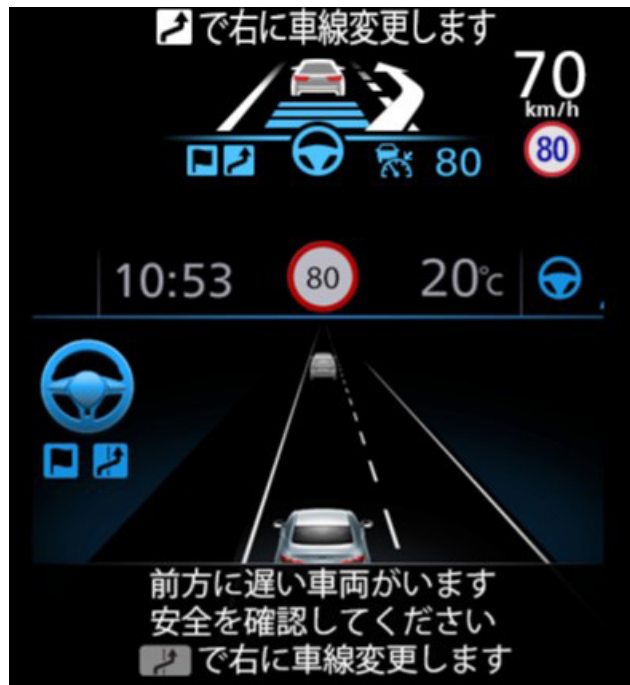 で右に車線変更します
70
km/h
80
80
10:53
80
20℃
前方に遅い車両がいます
安全を確認してください
で右に車線変更します